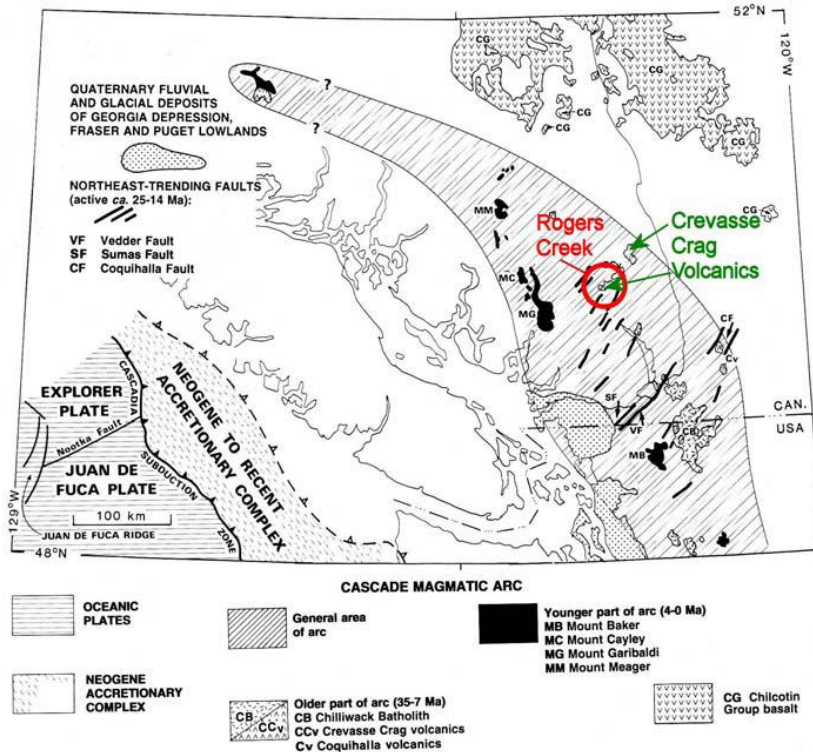 52°N
120°W
QUATERNARY FLUVIAL
AND GLACIAL DEPOSITS
OF GEORGIA DEPRESSION,
FRASER AND PUGET LOWLANDS
NORTHEAST-TRENDING FAULTS
(active ca. 25-14 Ma):
VF Vedder Fault
SF Sumas Fault
CF Coquihalla Fault
?
?
CG
CG
CG
CG
CG
CG
CG
MM
MC
MG
Rogers
Creek
Crevasse
Crag
Volcanics
CF
Cv
SF
VF
CB
MB
CAN.
USA
EXPLORER
PLATE
Nootka Fault
JUAN DE
FUCA PLATE
CASCADIA
SUBDUCTION
ZONE
NEOGENE TO RECENT
ACCRETIONARY COMPLEX
100 km
JUAN DE FUCA RIDGE
129°W
48°N
CASCADE MAGMATIC ARC
OCEANIC
PLATES
General area
of arc
Younger part of arc (4-0 Ma)
MB Mount Baker
MC Mount Cayley
MG Mount Garibaldi
MM Mount Meager
NEOGENE
ACCRETIONARY
COMPLEX
CB
CCv
Older part of arc (35-7 Ma)
CB Chilliwack Batholith
CCv Crevasse Crag volcanics
Cv Coquihalla volcanics
CG Chilcotin
Group basalt